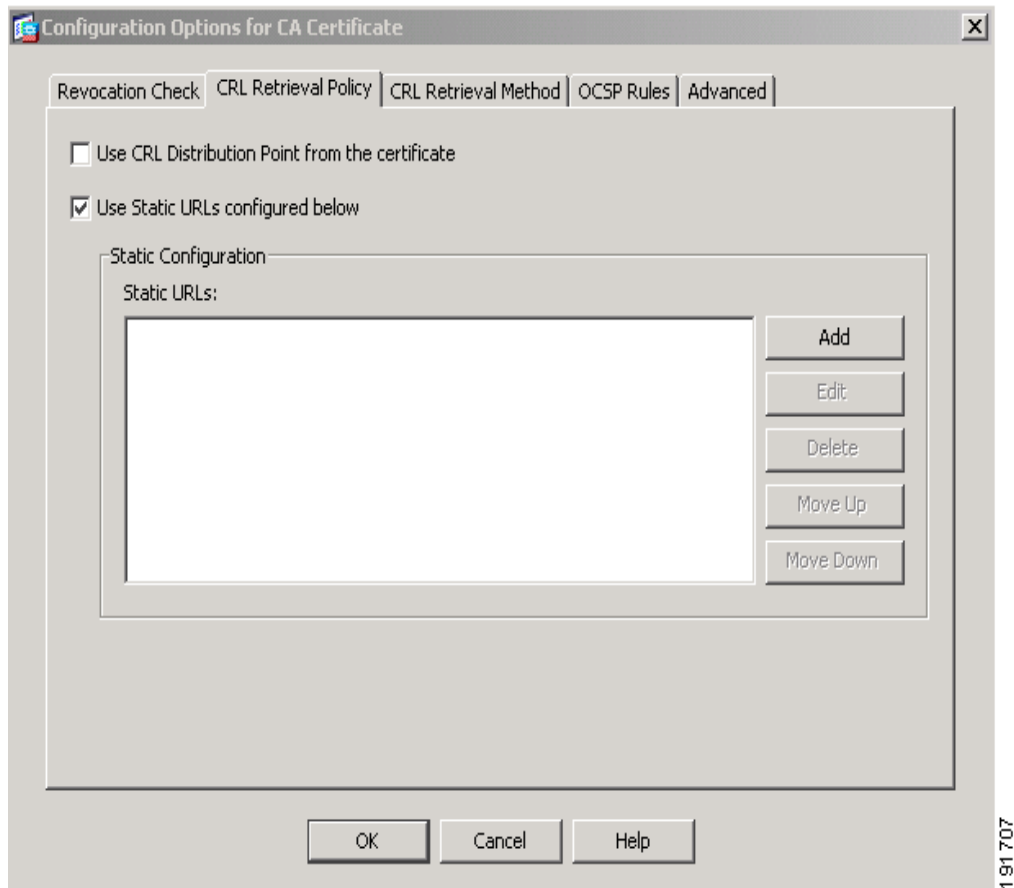 Configuration Options for CA Certificate
Revocation Check CRL Retrieval Policy CRL Retrieval Method OCSP Rules Advanced
Use CRL Distribution Point from the certificate
Use Static URLs configured below
Static Configuration
Static URLs:
Add
Edit
Delete
Move Up
Move Down
OK Cancel Help
191707